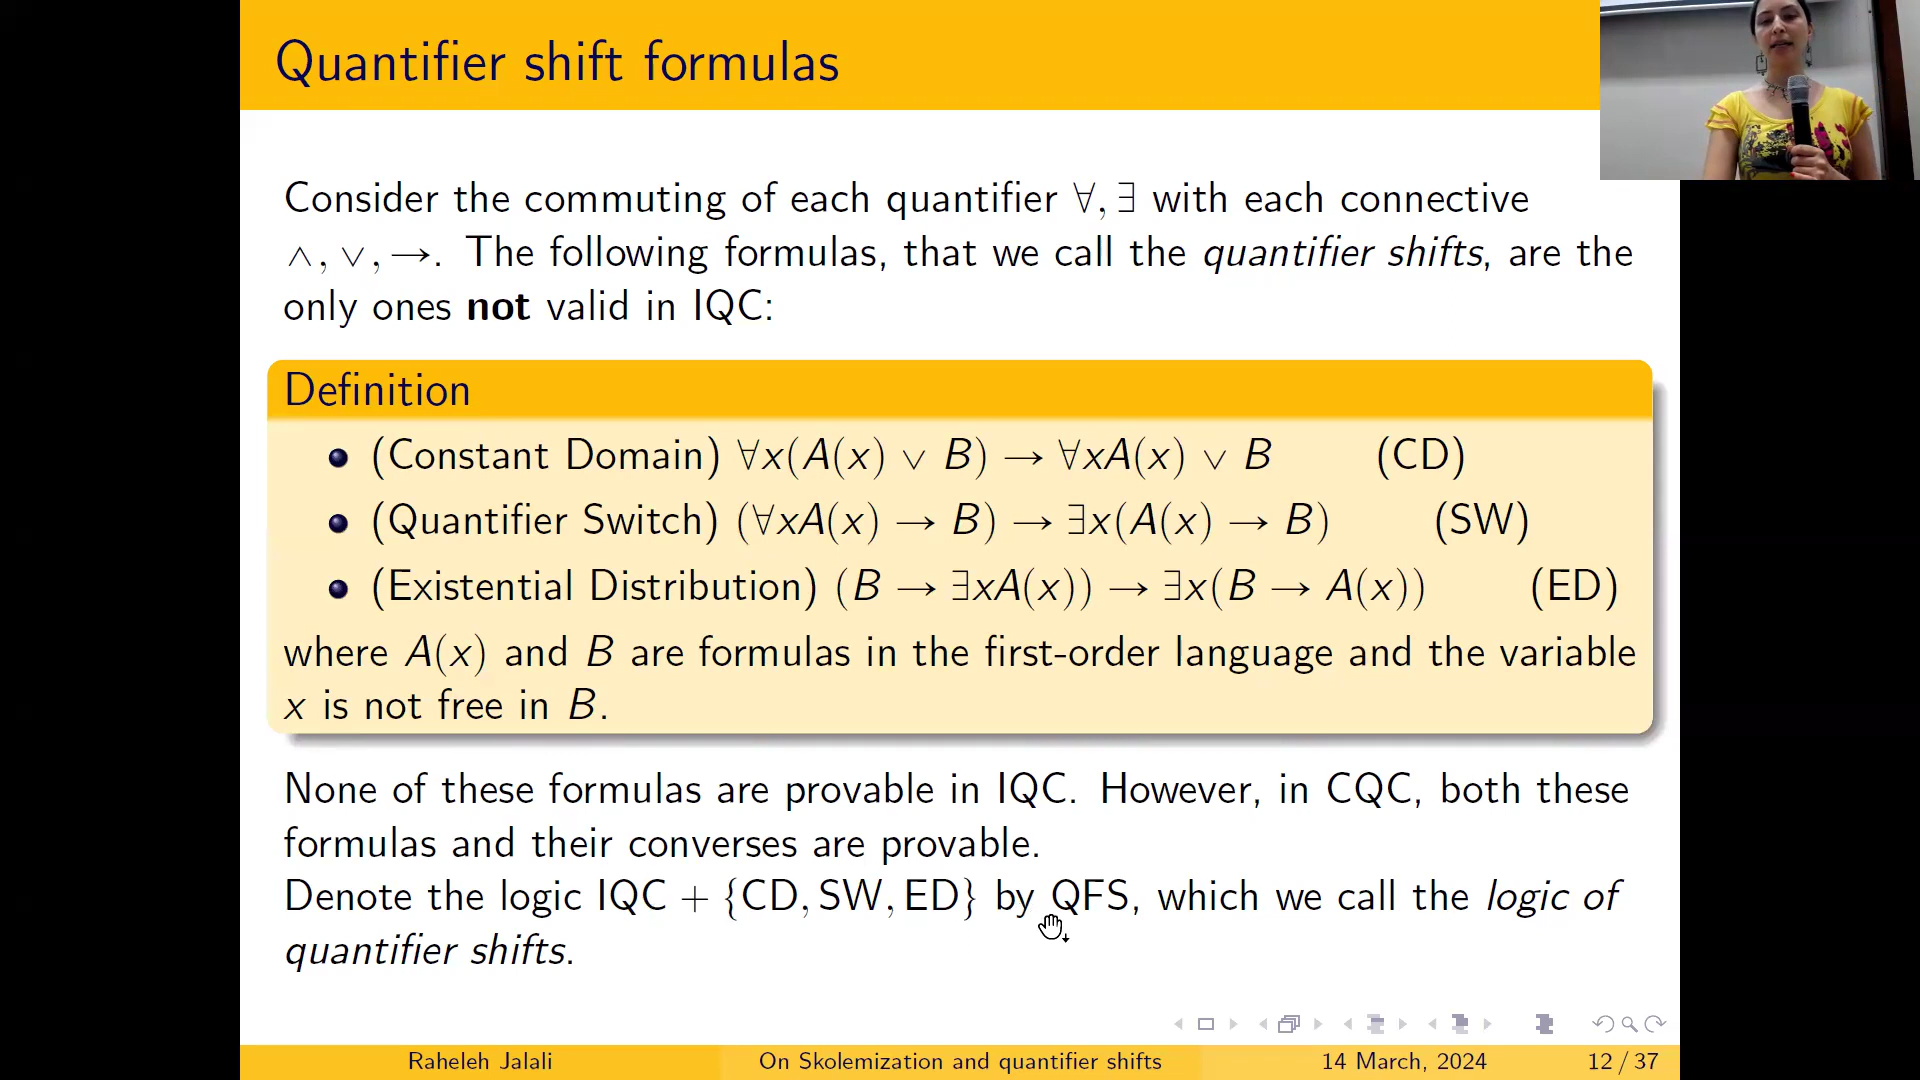 Quantifier shift formulas
Consider the commuting of each quantifier ∀, ∃ with each connective
∧, ∨, →. The following formulas, that we call the quantifier shifts, are the
only ones not valid in IQC:
Definition
(Constant Domain) ∀x(A(x) ∨ B) → ∀xA(x) ∨ B (CD)
(Quantifier Switch) (∀xA(x) → B) → ∃x(A(x) → B) (SW)
(Existential Distribution) (B → ∃xA(x)) → ∃x(B → A(x)) (ED)
where A(x) and B are formulas in the first-order language and the variable
x is not free in B.
None of these formulas are provable in IQC. However, in CQC, both these
formulas and their converses are provable.
Denote the logic IQC + {CD, SW, ED} by QFS, which we call the logic of
quantifier shifts.
Raheleh Jalali On Skolemization and quantifier shifts 14 March, 2024 12 / 37